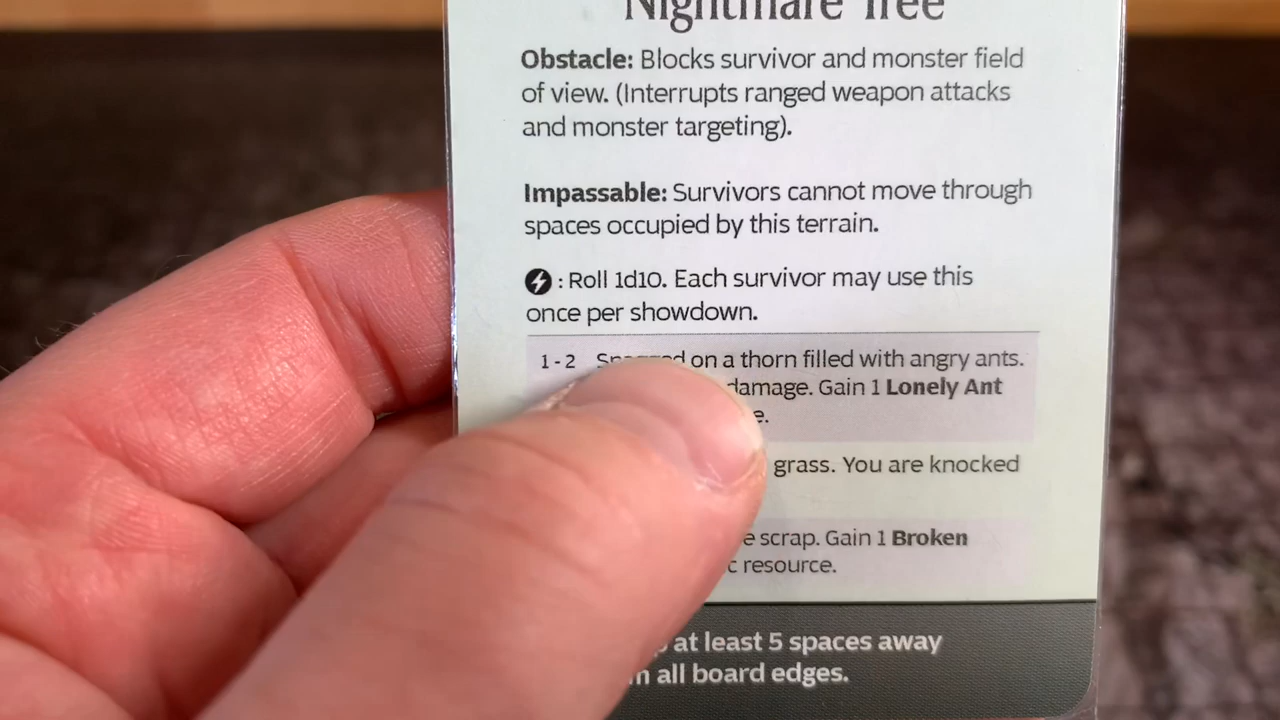 Nightmare Tree
Obstacle: Blocks survivor and monster field
of view. (Interrupts ranged weapon attacks
and monster targeting).
Impassable: Survivors cannot move through
spaces occupied by this terrain.
: Roll 1d10. Each survivor may use this
once per showdown.
1-2 on a thorn filled with angry ants.
damage. Gain 1 Lonely Ant
grass. You are knocked
scrap. Gain 1 Broken
resource.
at least 5 spaces away
all board edges.